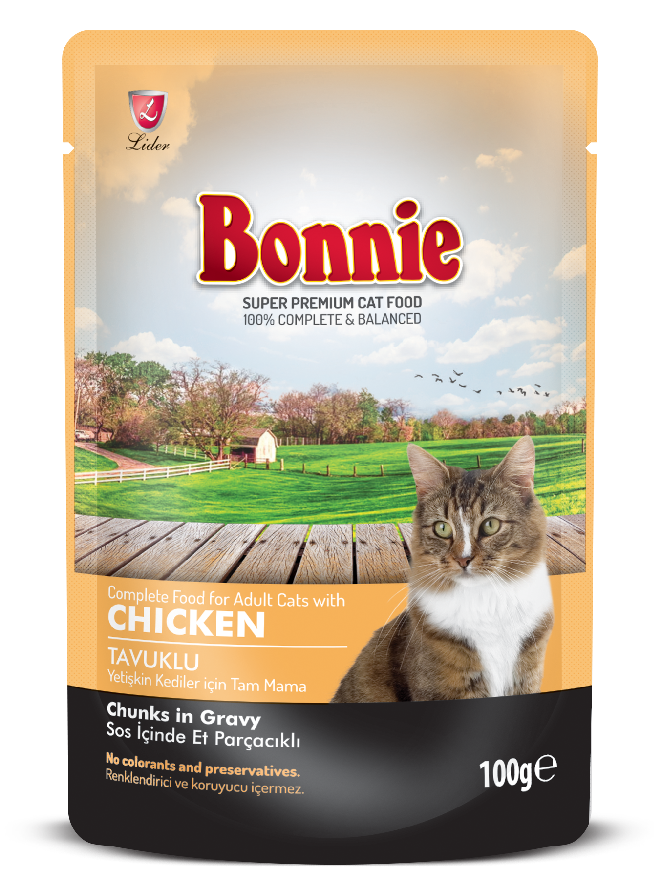 L
Lider
Bonnie
SUPER PREMIUM CAT FOOD
100% COMPLETE & BALANCED
Complete Food for Adult Cats with
CHICKEN
TAVUKLU
Yetişkin Kediler için Tam Mama
Chunks in Gravy
Sos İçinde Et Parçacıklı
No colorants and preservatives.
Renklendirici ve koruyucu içermez.
100g℮